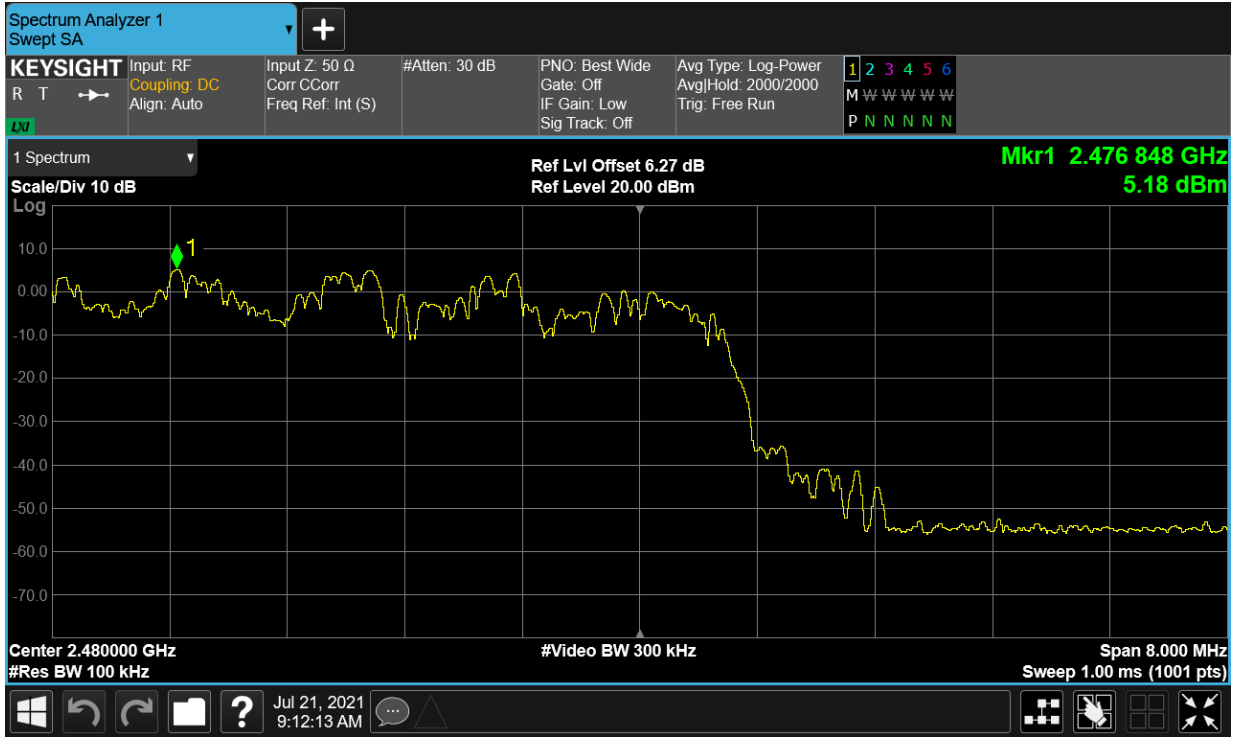 Spectrum Analyzer 1
Swept SA
+
KEYSIGHT Input: RF Input Z: 50 Ω #Atten: 30 dB PNO: Best Wide Avg Type: Log-Power 1 2 3 4 5 6
R T Coupling: DC Corr CCorr Gate: Off Avg|Hold: 2000/2000 M W W W W W
Align: Auto Freq Ref: Int (S) IF Gain: Low Trig: Free Run
LXI Sig Track: Off P N N N N N
1 Spectrum Ref Lvl Offset 6.27 dB Mkr1 2.476 848 GHz
Scale/Div 10 dB Ref Level 20.00 dBm 5.18 dBm
Log
1
10.0
0.00
-10.0
-20.0
-30.0
-40.0
-50.0
-60.0
-70.0
Center 2.480000 GHz #Video BW 300 kHz Span 8.000 MHz
#Res BW 100 kHz Sweep 1.00 ms (1001 pts)
? Jul 21, 2021
9:12:13 AM